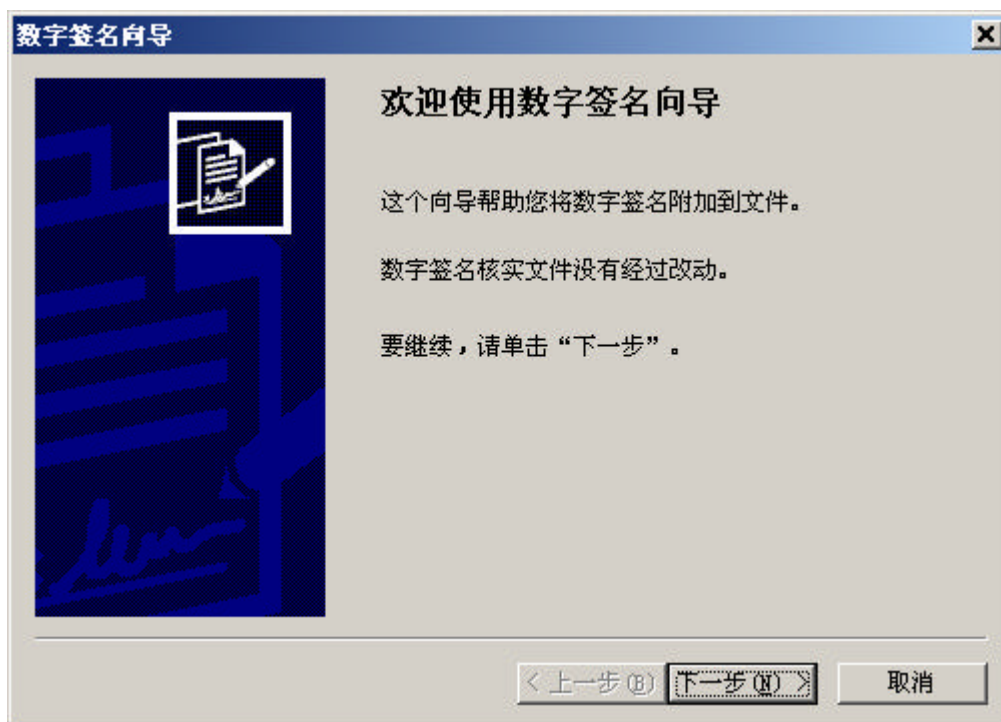 数字签名向导
欢迎使用数字签名向导
这个向导帮助您将数字签名附加到文件。
数字签名核实文件没有经过改动。
要继续，请单击“下一步”。
< 上一步(B)
下一步(N) >
取消